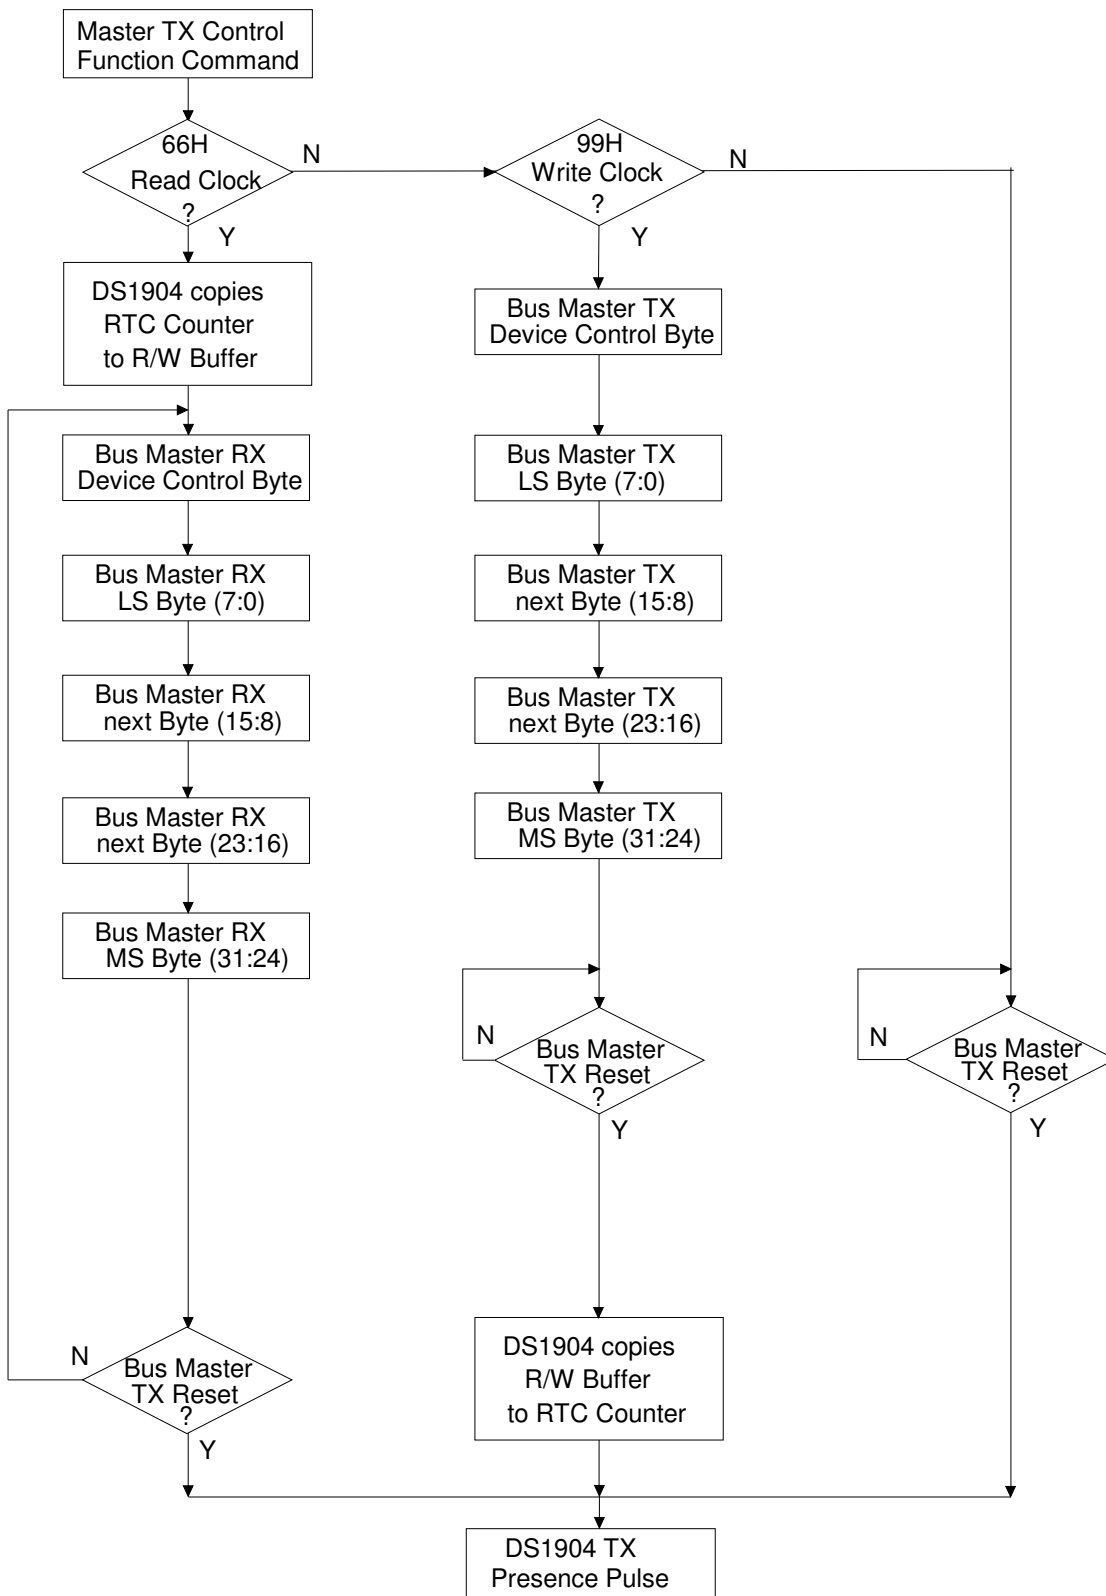 Master TX Control
Function Command
66H
Read Clock
?
N
Y
99H
Write Clock
?
N
Y
DS1904 copies
RTC Counter
to R/W Buffer
Bus Master RX
Device Control Byte
Bus Master RX
LS Byte (7:0)
Bus Master RX
next Byte (15:8)
Bus Master RX
next Byte (23:16)
Bus Master RX
MS Byte (31:24)
N
Bus Master
TX Reset
?
Y
Bus Master TX
Device Control Byte
Bus Master TX
LS Byte (7:0)
Bus Master TX
next Byte (15:8)
Bus Master TX
next Byte (23:16)
Bus Master TX
MS Byte (31:24)
N
Bus Master
TX Reset
?
Y
DS1904 copies
R/W Buffer
to RTC Counter
N
Bus Master
TX Reset
?
Y
DS1904 TX
Presence Pulse